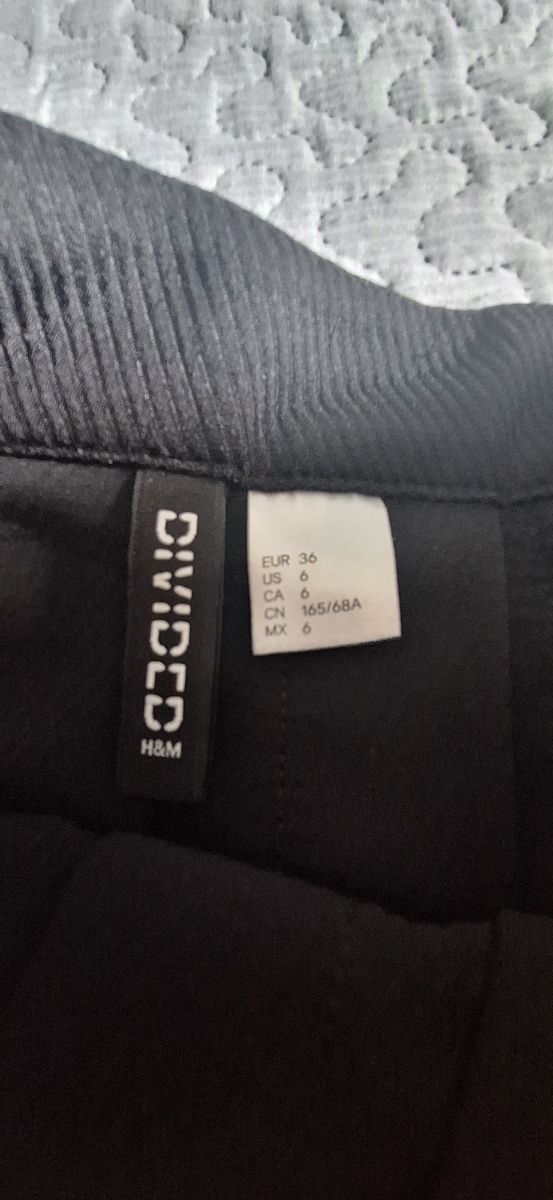 DIVIDED
H&M
EUR 36
US 6
CA 6
CN 165/68A
MX 6